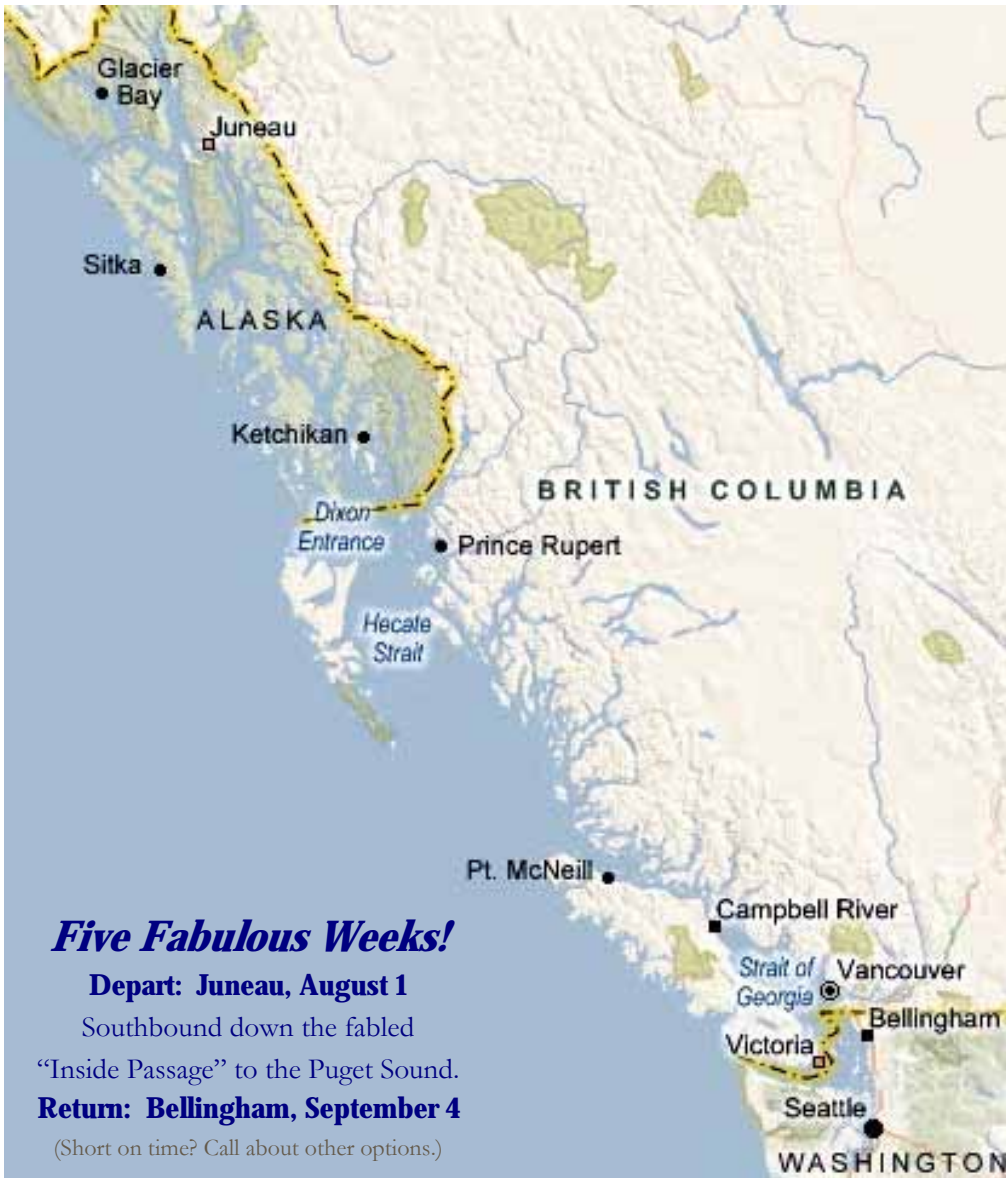 Glacier
Bay
Juneau
Sitka
ALASKA
Ketchikan
BRITISH COLUMBIA
Dixon
Entrance
Prince Rupert
Hecate
Strait
Pt. McNeill
Campbell River
Strait of
Georgia
Vancouver
Bellingham
Victoria
Seattle
WASHINGTON
Five Fabulous Weeks!
Depart: Juneau, August 1
Southbound down the fabled
“Inside Passage” to the Puget Sound.
Return: Bellingham, September 4
(Short on time? Call about other options.)